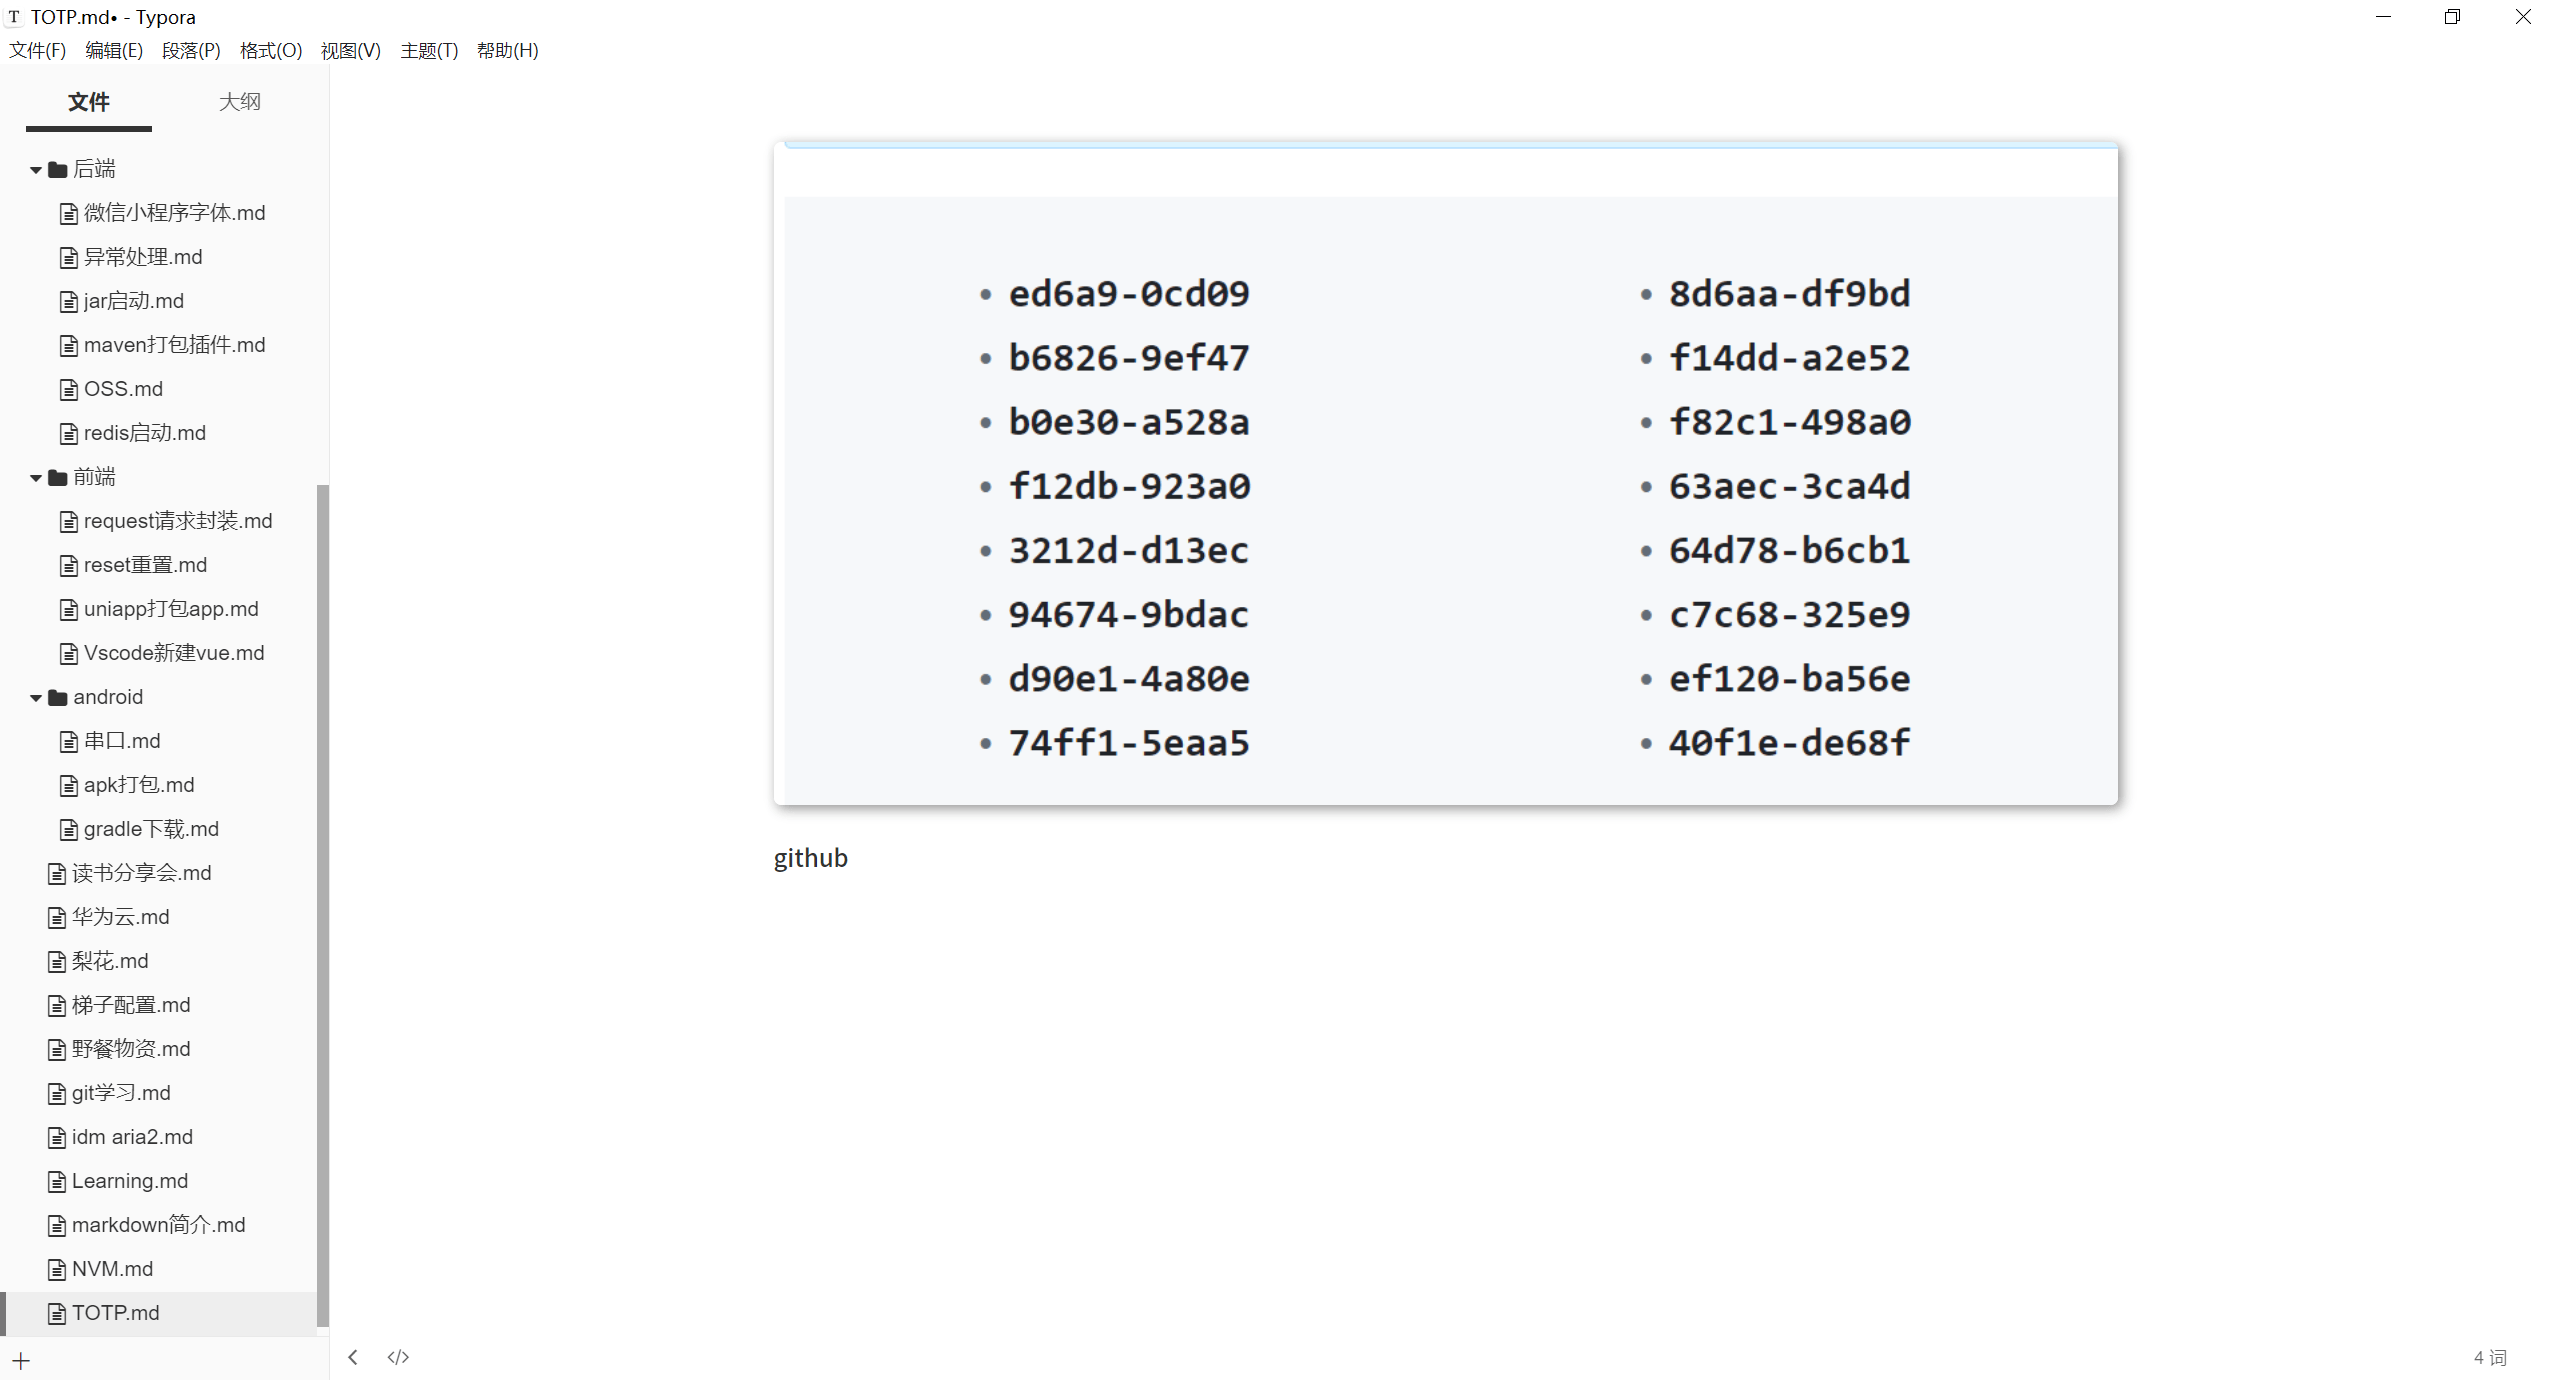 TOTP.md• - Typora
文件(F) 编辑(E) 段落(P) 格式(O) 视图(V) 主题(T) 帮助(H)
文件 大纲
后端
微信小程序字体.md
异常处理.md
jar启动.md
maven打包插件.md
OSS.md
redis启动.md
前端
request请求封装.md
reset重置.md
uniapp打包app.md
Vscode新建vue.md
android
串口.md
apk打包.md
gradle下载.md
读书分享会.md
华为云.md
梨花.md
梯子配置.md
野餐物资.md
git学习.md
idm aria2.md
Learning.md
markdown简介.md
NVM.md
TOTP.md
• ed6a9-0cd09 • 8d6aa-df9bd
• b6826-9ef47 • f14dd-a2e52
• b0e30-a528a • f82c1-498a0
• f12db-923a0 • 63aec-3ca4d
• 3212d-d13ec • 64d78-b6cb1
• 94674-9bdac • c7c68-325e9
• d90e1-4a80e • ef120-ba56e
• 74ff1-5eaa5 • 40f1e-de68f
github
4 词